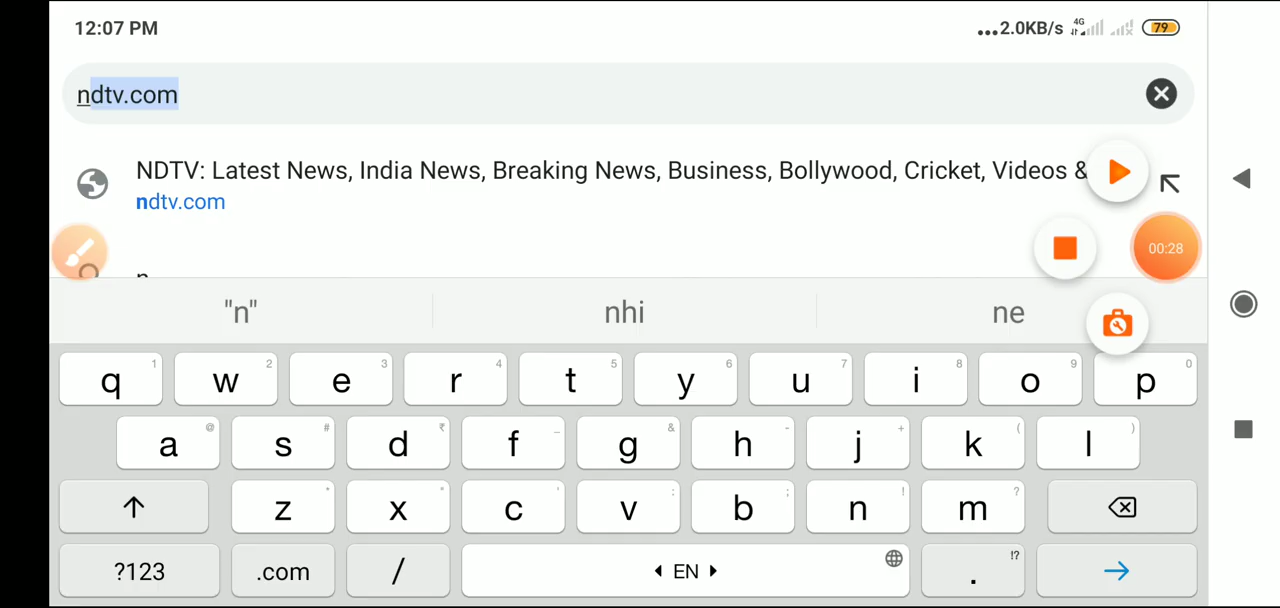 12:07 PM
...2.0KB/s 4G 79
ndtv.com
NDTV: Latest News, India News, Breaking News, Business, Bollywood, Cricket, Videos &
ndtv.com
00:28
"n" nhi ne
q 1 w 2 e 3 r 4 t 5 y 6 u 7 i 8 o 9 p 0
a @ s # d ₹ f _ g & h - j + k ( l )
z * x " c ' v : b ; n ! m ?
?123 .com / EN . !?